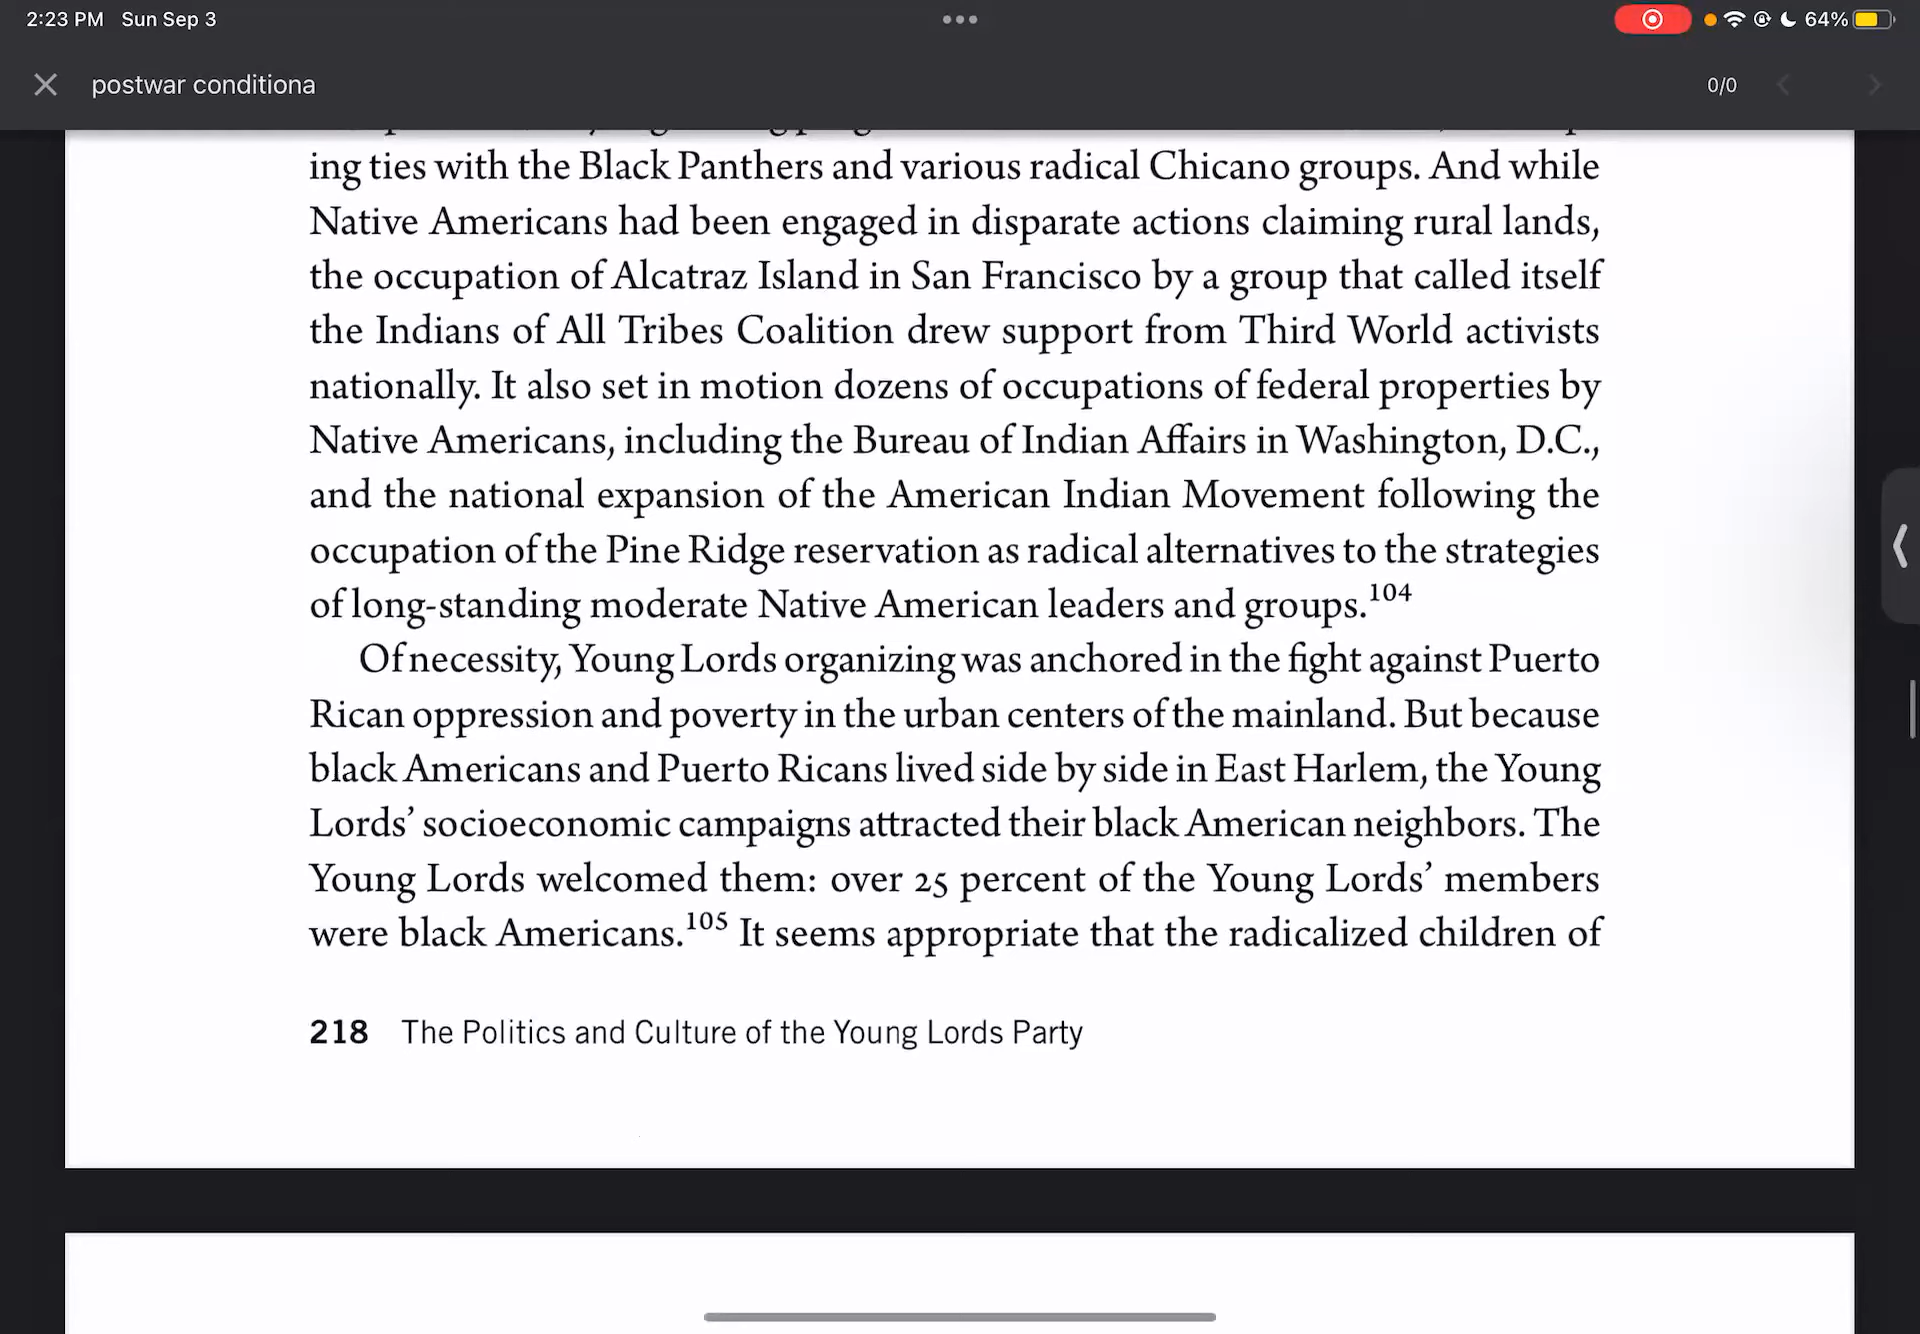 2:23 PM Sun Sep 3
64%
postwar conditiona
0/0
ing ties with the Black Panthers and various radical Chicano groups. And while
Native Americans had been engaged in disparate actions claiming rural lands,
the occupation of Alcatraz Island in San Francisco by a group that called itself
the Indians of All Tribes Coalition drew support from Third World activists
nationally. It also set in motion dozens of occupations of federal properties by
Native Americans, including the Bureau of Indian Affairs in Washington, D.C.,
and the national expansion of the American Indian Movement following the
occupation of the Pine Ridge reservation as radical alternatives to the strategies
of long-standing moderate Native American leaders and groups.104
Of necessity, Young Lords organizing was anchored in the fight against Puerto
Rican oppression and poverty in the urban centers of the mainland. But because
black Americans and Puerto Ricans lived side by side in East Harlem, the Young
Lords’ socioeconomic campaigns attracted their black American neighbors. The
Young Lords welcomed them: over 25 percent of the Young Lords’ members
were black Americans.105 It seems appropriate that the radicalized children of
218 The Politics and Culture of the Young Lords Party